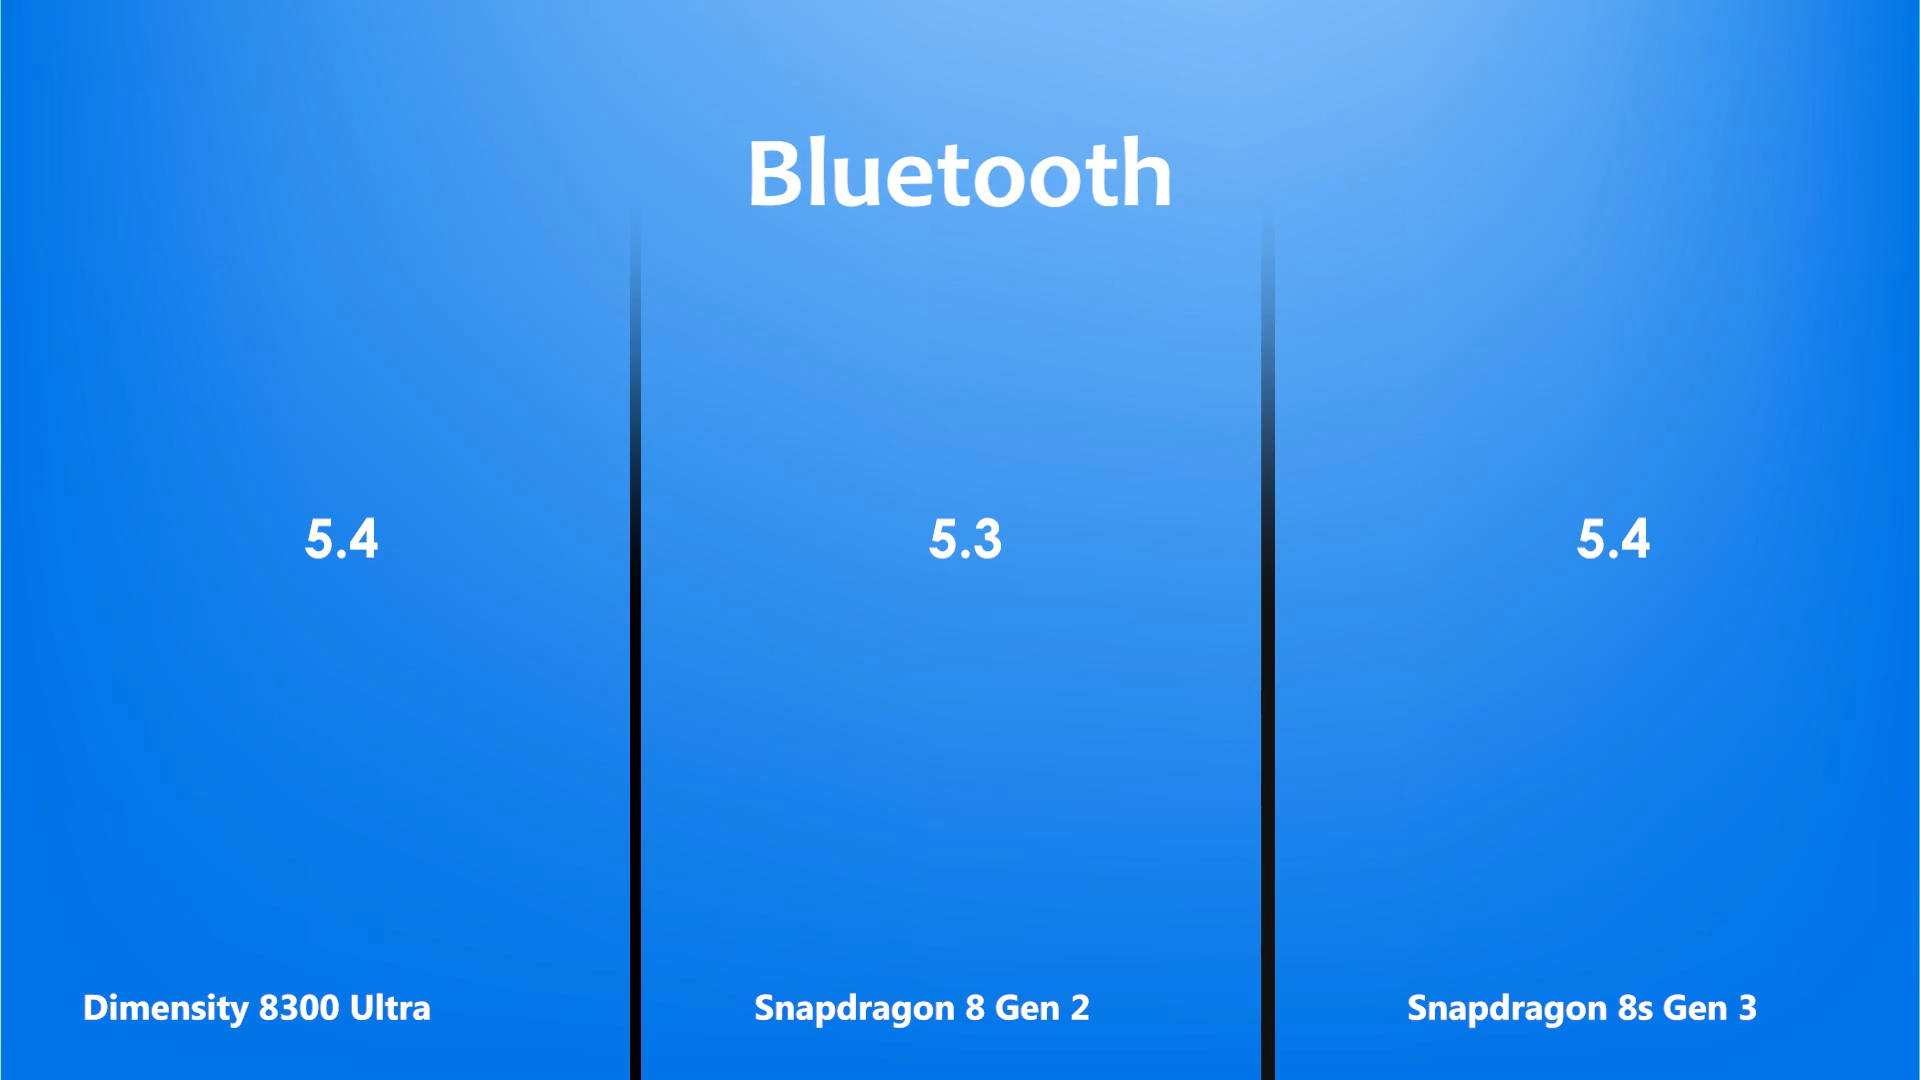 Bluetooth
5.4
5.3
5.4
Dimensity 8300 Ultra
Snapdragon 8 Gen 2
Snapdragon 8s Gen 3